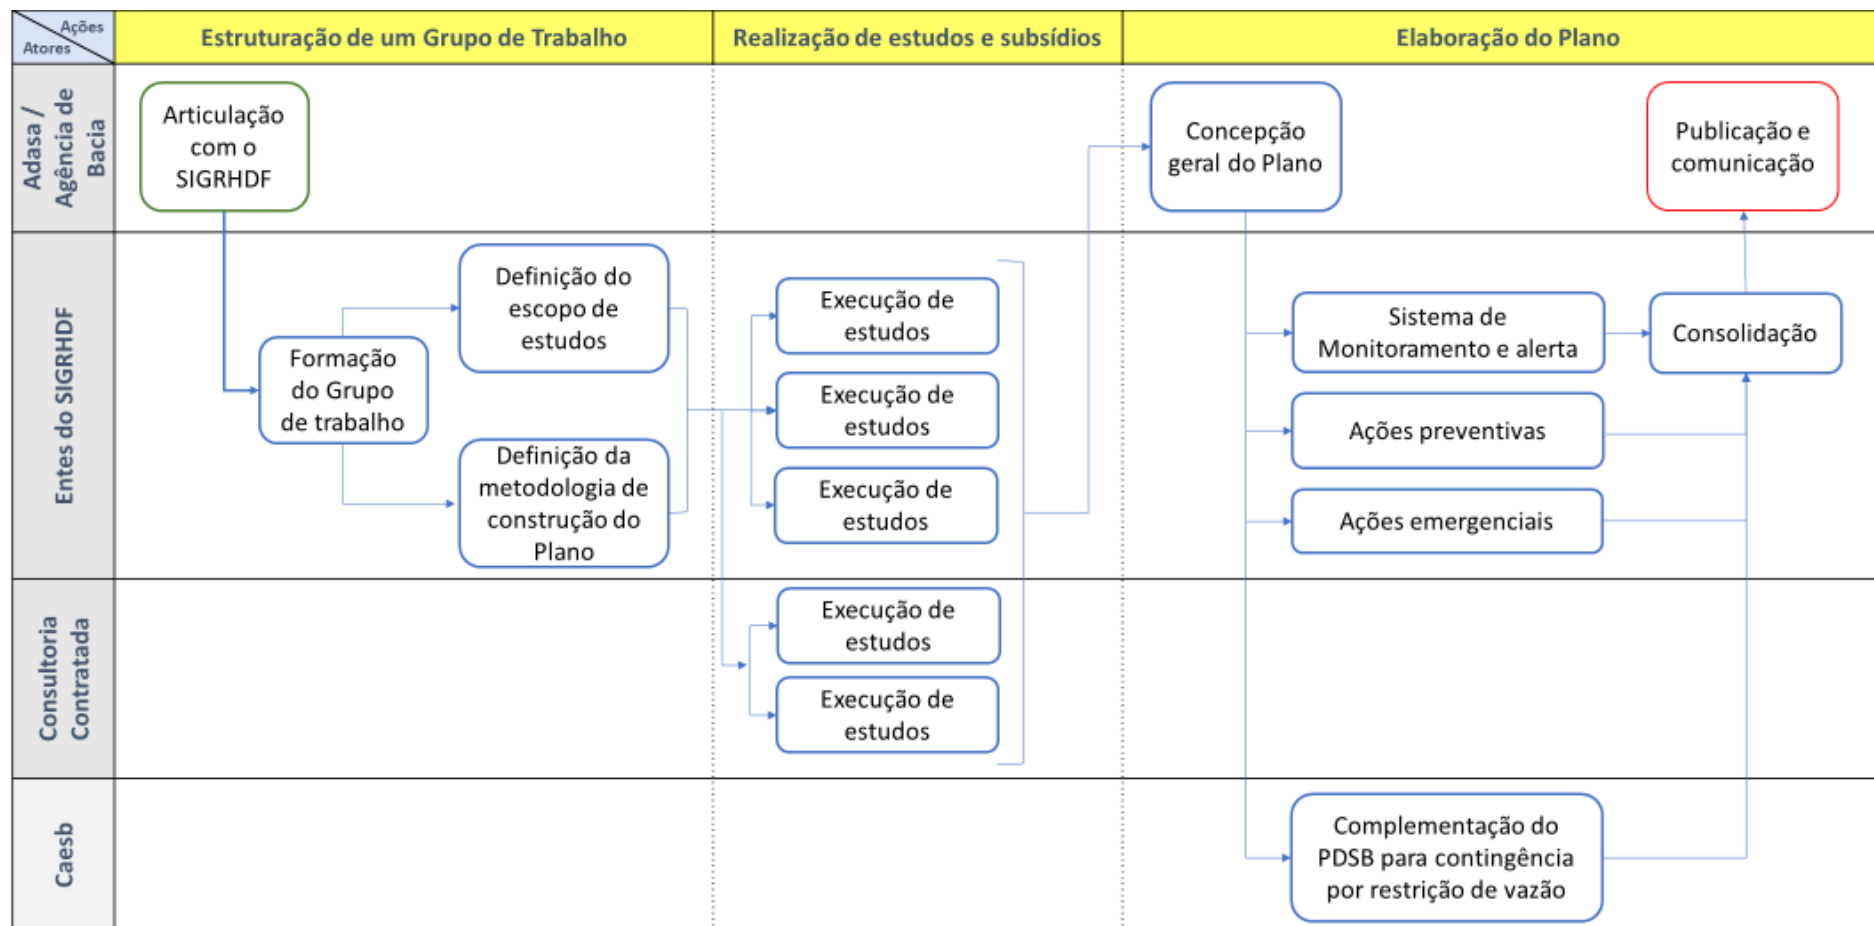 Ações
Atores
Estruturação de um Grupo de Trabalho
Realização de estudos e subsídios
Elaboração do Plano
Adasa /
Agência de
Bacia
Articulação
com o
SIGRHDF
Concepção
geral do Plano
Publicação e
comunicação
Entes do SIGRHDF
Formação
do Grupo
de trabalho
Definição do
escopo de
estudos
Definição da
metodologia de
construção do
Plano
Execução de
estudos
Execução de
estudos
Execução de
estudos
Sistema de
Monitoramento e alerta
Consolidação
Ações preventivas
Ações emergenciais
Consultoria
Contratada
Execução de
estudos
Execução de
estudos
Caesb
Complementação do
PDSB para contingência
por restrição de vazão